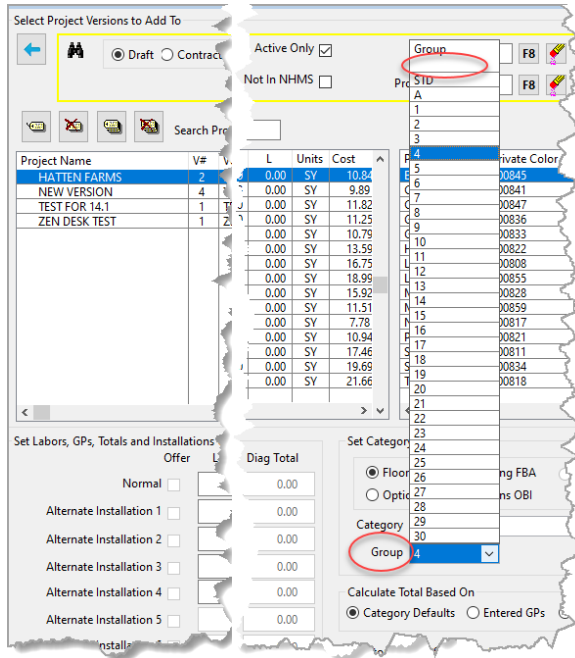 Select Project Versions to Add To
Draft Contract Active Only Group F8
Not In NHMS F8
STD
A
1
2
3
4
5
6
7
8
9
10
11
12
13
14
15
16
17
18
19
20
21
22
23
24
25
26
27
28
29
30
Search
Project Name V# L Units Cost Color
HATTEN FARMS 2 0.00 SY 10.84
NEW VERSION 4 0.00 SY 9.89 00841
TEST FOR 14.1 1 0.00 SY 11.82 00847
ZEN DESK TEST 1 0.00 SY 11.25 00836
0.00 SY 10.79 00833
0.00 SY 13.59 00822
0.00 SY 16.75 00808
0.00 SY 18.99 00855
0.00 SY 15.92 00828
0.00 SY 11.51 00859
0.00 SY 7.78 00817
0.00 SY 10.94 00821
0.00 SY 17.46 00811
0.00 SY 19.69 00834
0.00 SY 21.66 00818
Set Labors, GPs, Totals and Installations
Offer Diag Total
Normal 0.00
Alternate Installation 1 0.00
Alternate Installation 2 0.00
Alternate Installation 3 0.00
Alternate Installation 4 0.00
Alternate Installation 5 0.00
Set Category
FBA
OBI
Category
Group 4
Calculate Total Based On
Category Defaults Entered GPs